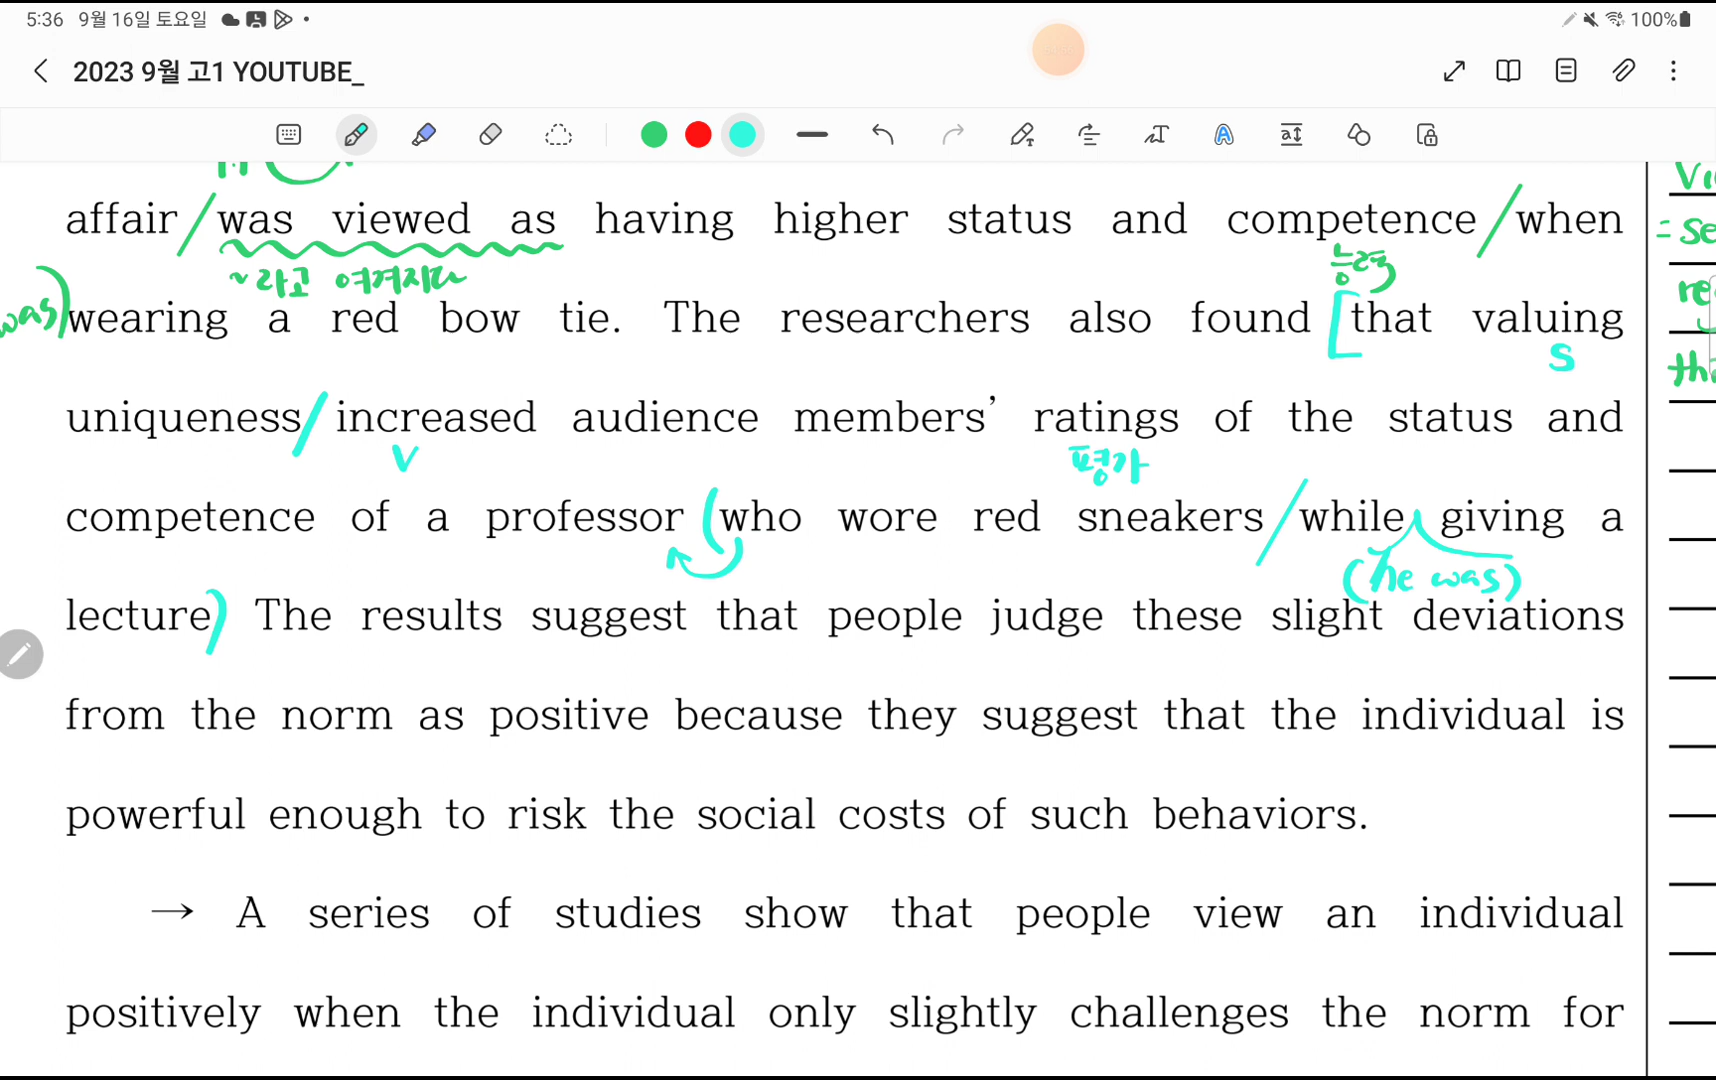 5:36 9월 16일 토요일 100%
2023 9월 고1 YOUTUBE_
affair / was viewed as having higher status and competence / when
~라고 여겨지다 능력
was) wearing a red bow tie. The researchers also found [that valuing
S
uniqueness / increased audience members’ ratings of the status and
V 평가
competence of a professor (who wore red sneakers / while giving a
(he was)
lecture) The results suggest that people judge these slight deviations
from the norm as positive because they suggest that the individual is
powerful enough to risk the social costs of such behaviors.
→ A series of studies show that people view an individual
positively when the individual only slightly challenges the norm for